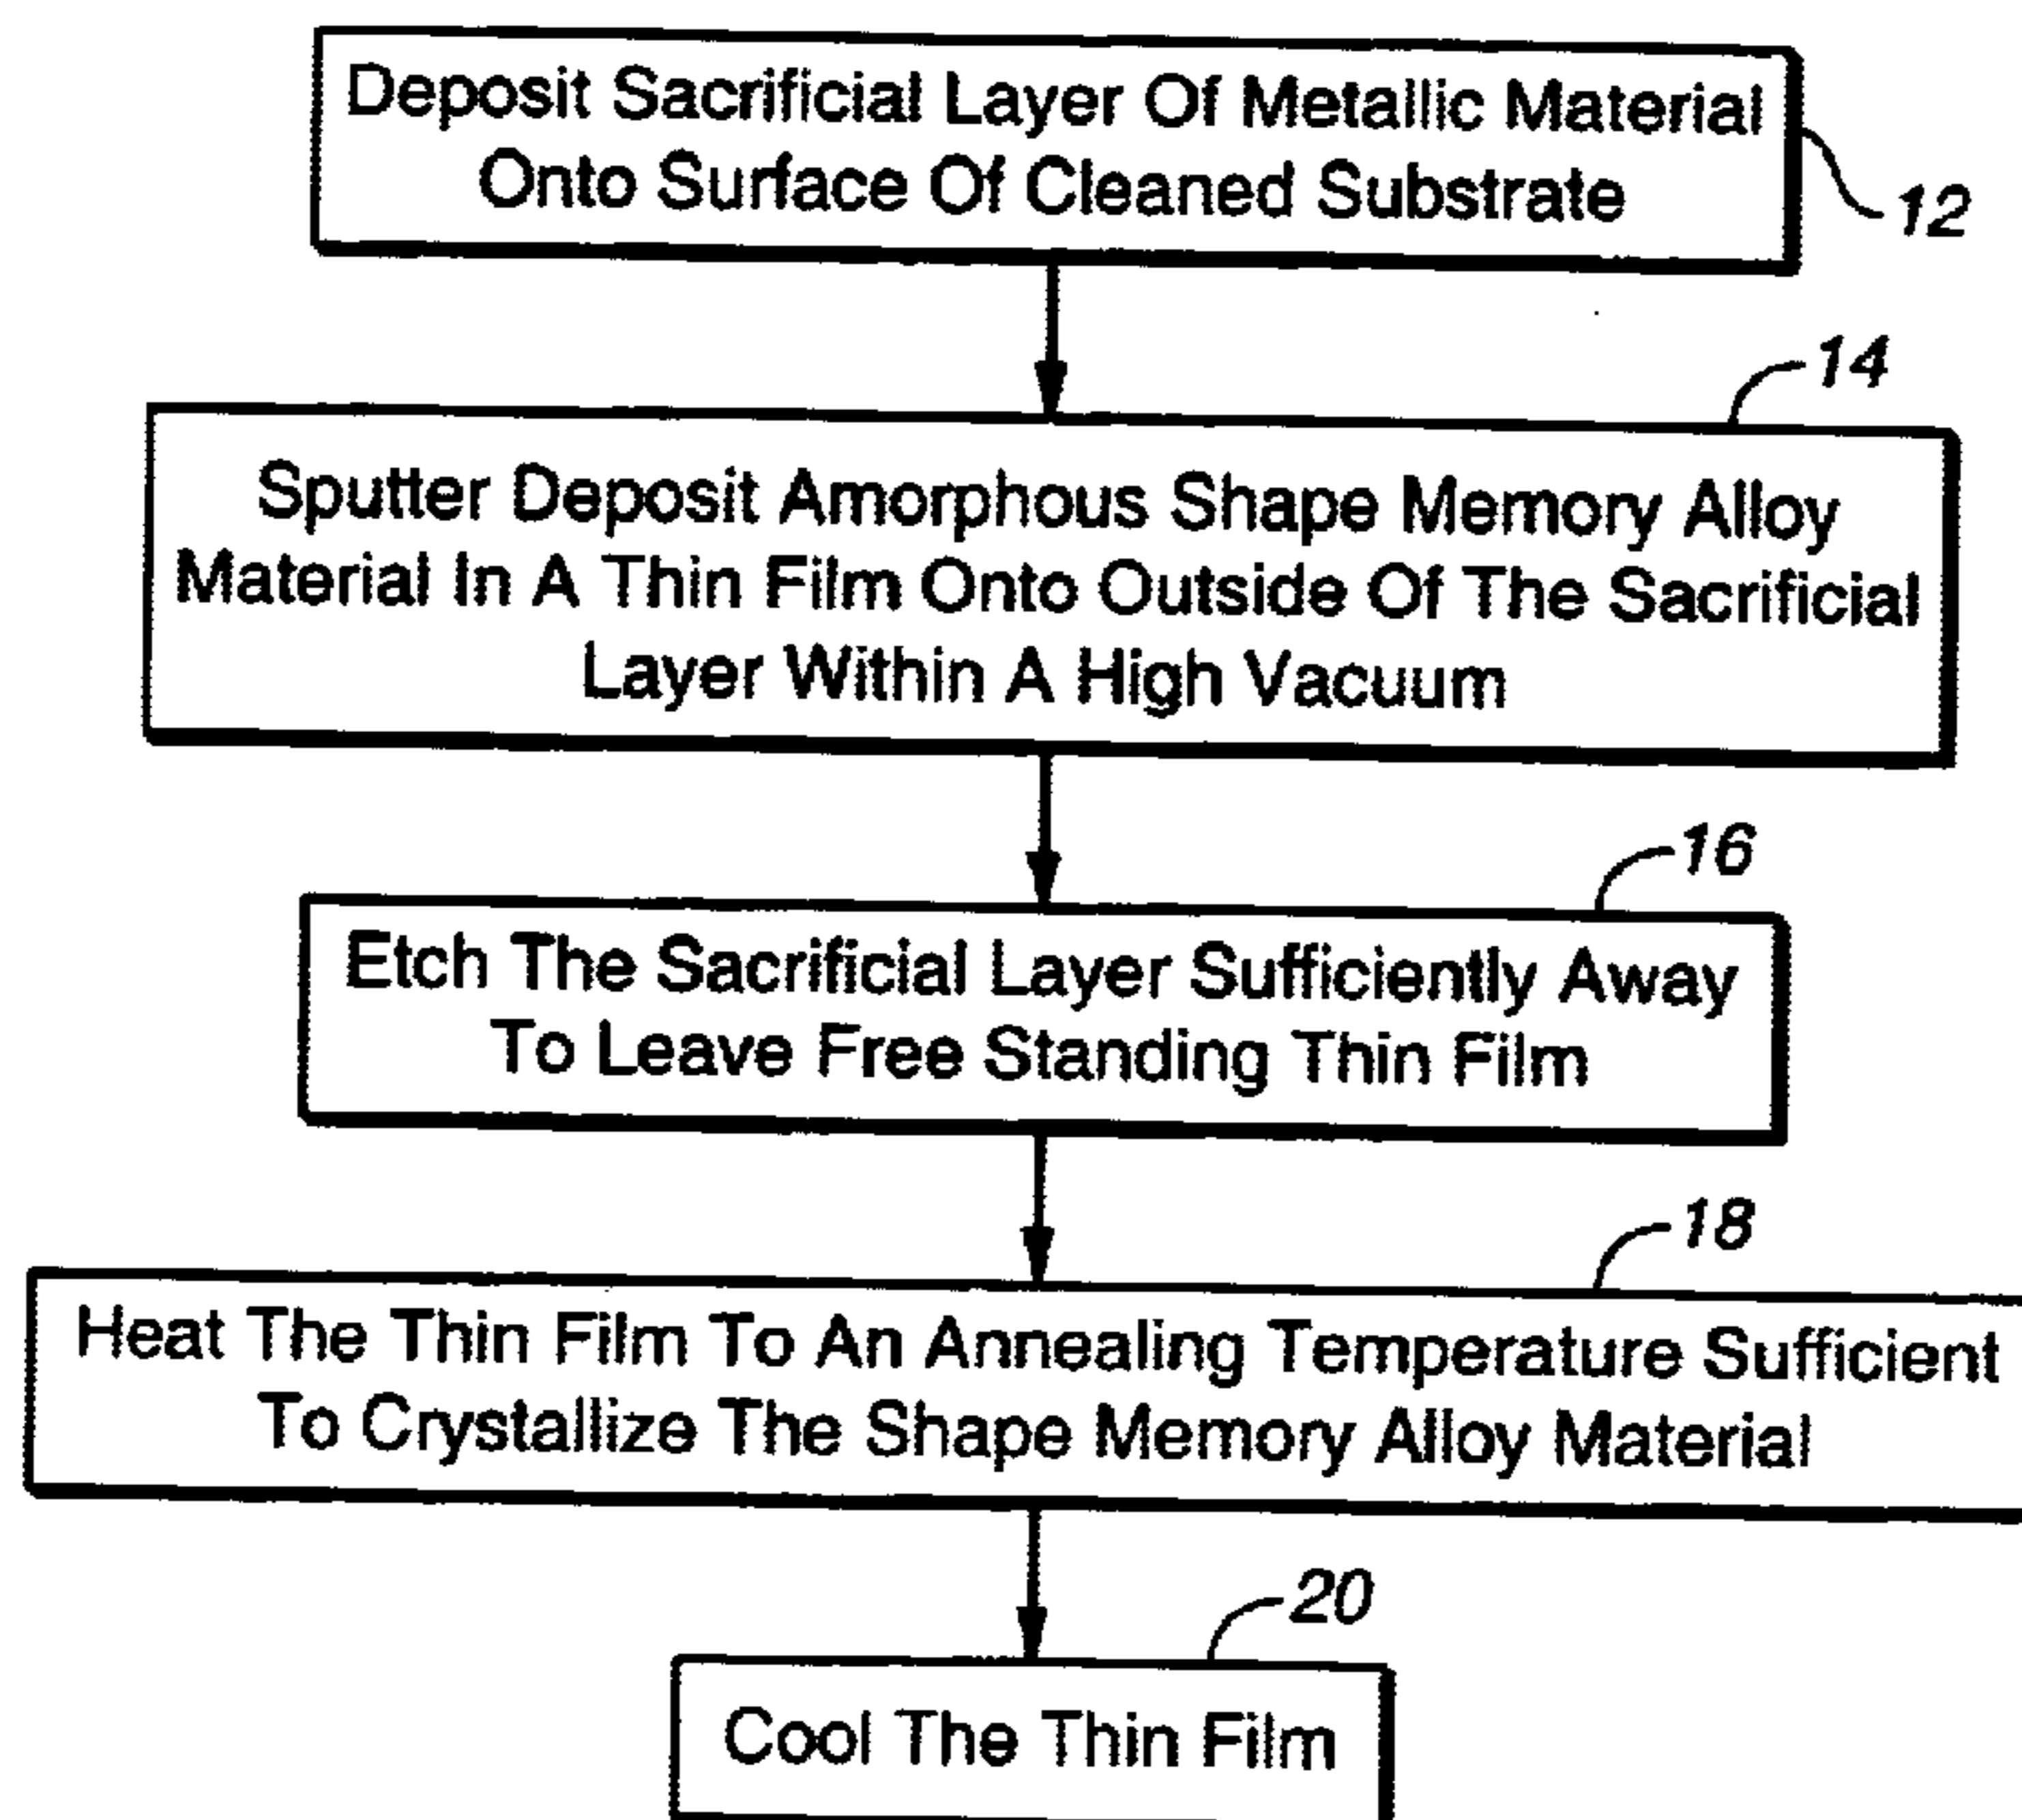 Deposit Sacrificial Layer Of Metallic Material
Onto Surface Of Cleaned Substrate
12
14
Sputter Deposit Amorphous Shape Memory Alloy
Material In A Thin Film Onto Outside Of The Sacrificial
Layer Within A High Vacuum
16
Etch The Sacrificial Layer Sufficiently Away
To Leave Free Standing Thin Film
18
Heat The Thin Film To An Annealing Temperature Sufficient
To Crystallize The Shape Memory Alloy Material
20
Cool The Thin Film